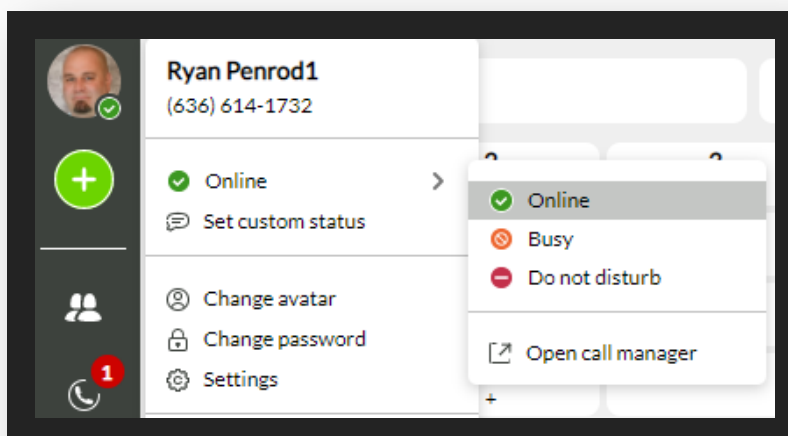 Ryan Penrod1
(636) 614-1732
Online
Set custom status
Change avatar
Change password
Settings
1
Online
Busy
Do not disturb
Open call manager
+